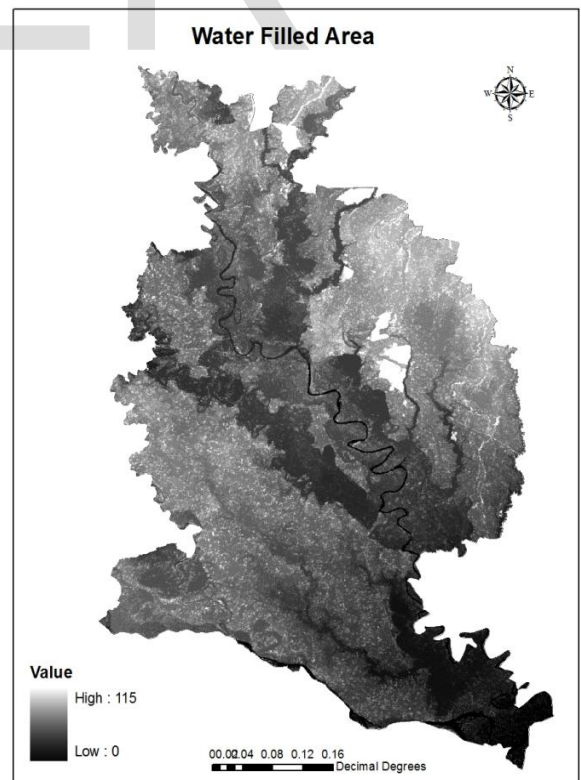 Water Filled Area
N
W E
S
Value
High : 115
Low : 0
00.02.04 0.08 0.12 0.16
Decimal Degrees